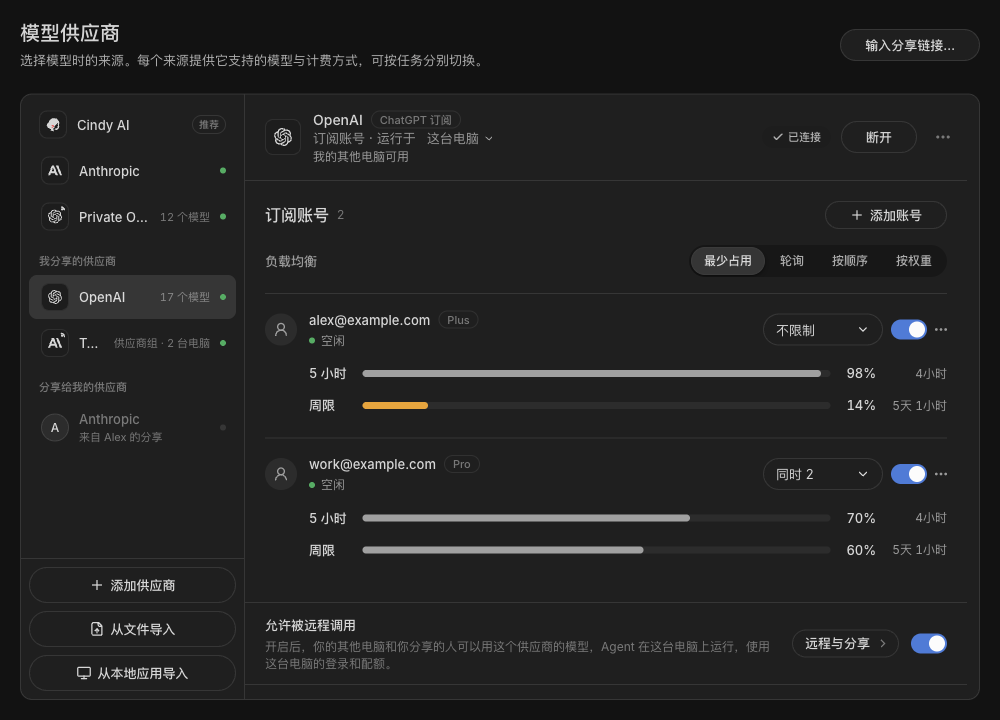 模型供应商
选择模型时的来源。每个来源提供它支持的模型与计费方式，可按任务分别切换。
输入分享链接...
Cindy AI 推荐
Anthropic
Private O... 12 个模型
我分享的供应商
OpenAI 17 个模型
T... 供应商组 · 2 台电脑
分享给我的供应商
A Anthropic
来自 Alex 的分享
添加供应商
从文件导入
从本地应用导入
OpenAI ChatGPT 订阅
订阅账号 · 运行于 这台电脑
我的其他电脑可用
已连接 断开
订阅账号 2
添加账号
负载均衡 最少占用 轮询 按顺序 按权重
alex@example.com Plus
空闲
不限制
5 小时 98% 4小时
周限 14% 5天 1小时
work@example.com Pro
空闲
同时 2
5 小时 70% 4小时
周限 60% 5天 1小时
允许被远程调用
开启后，你的其他电脑和你分享的人可以用这个供应商的模型，Agent 在这台电脑上运行，使用
这台电脑的登录和配额。
远程与分享